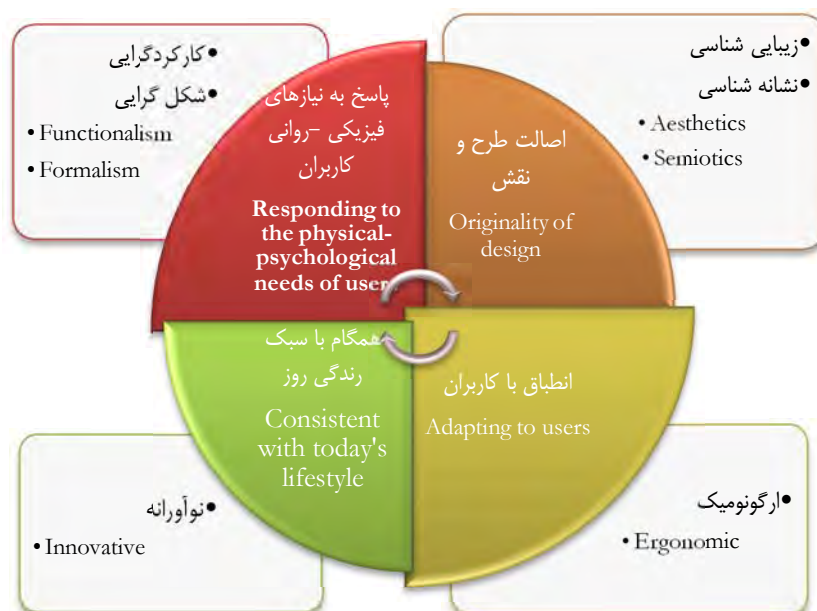 •کارکردگرایی
•شکل گرایی
• Functionalism
• Formalism
•زیبایی شناسی
•نشانه شناسی
• Aesthetics
• Semiotics
پاسخ به نیازهای
فیزیکی –روانی
کاربران
Responding to
the physical-
psychological
needs of user
اصالت طرح و
نقش
Originality of
design
همگام با سبک
رندگی روز
Consistent
with today's
lifestyle
انطباق با کاربران
Adapting to users
•نوآورانه
• Innovative
•ارگونومیک
• Ergonomic